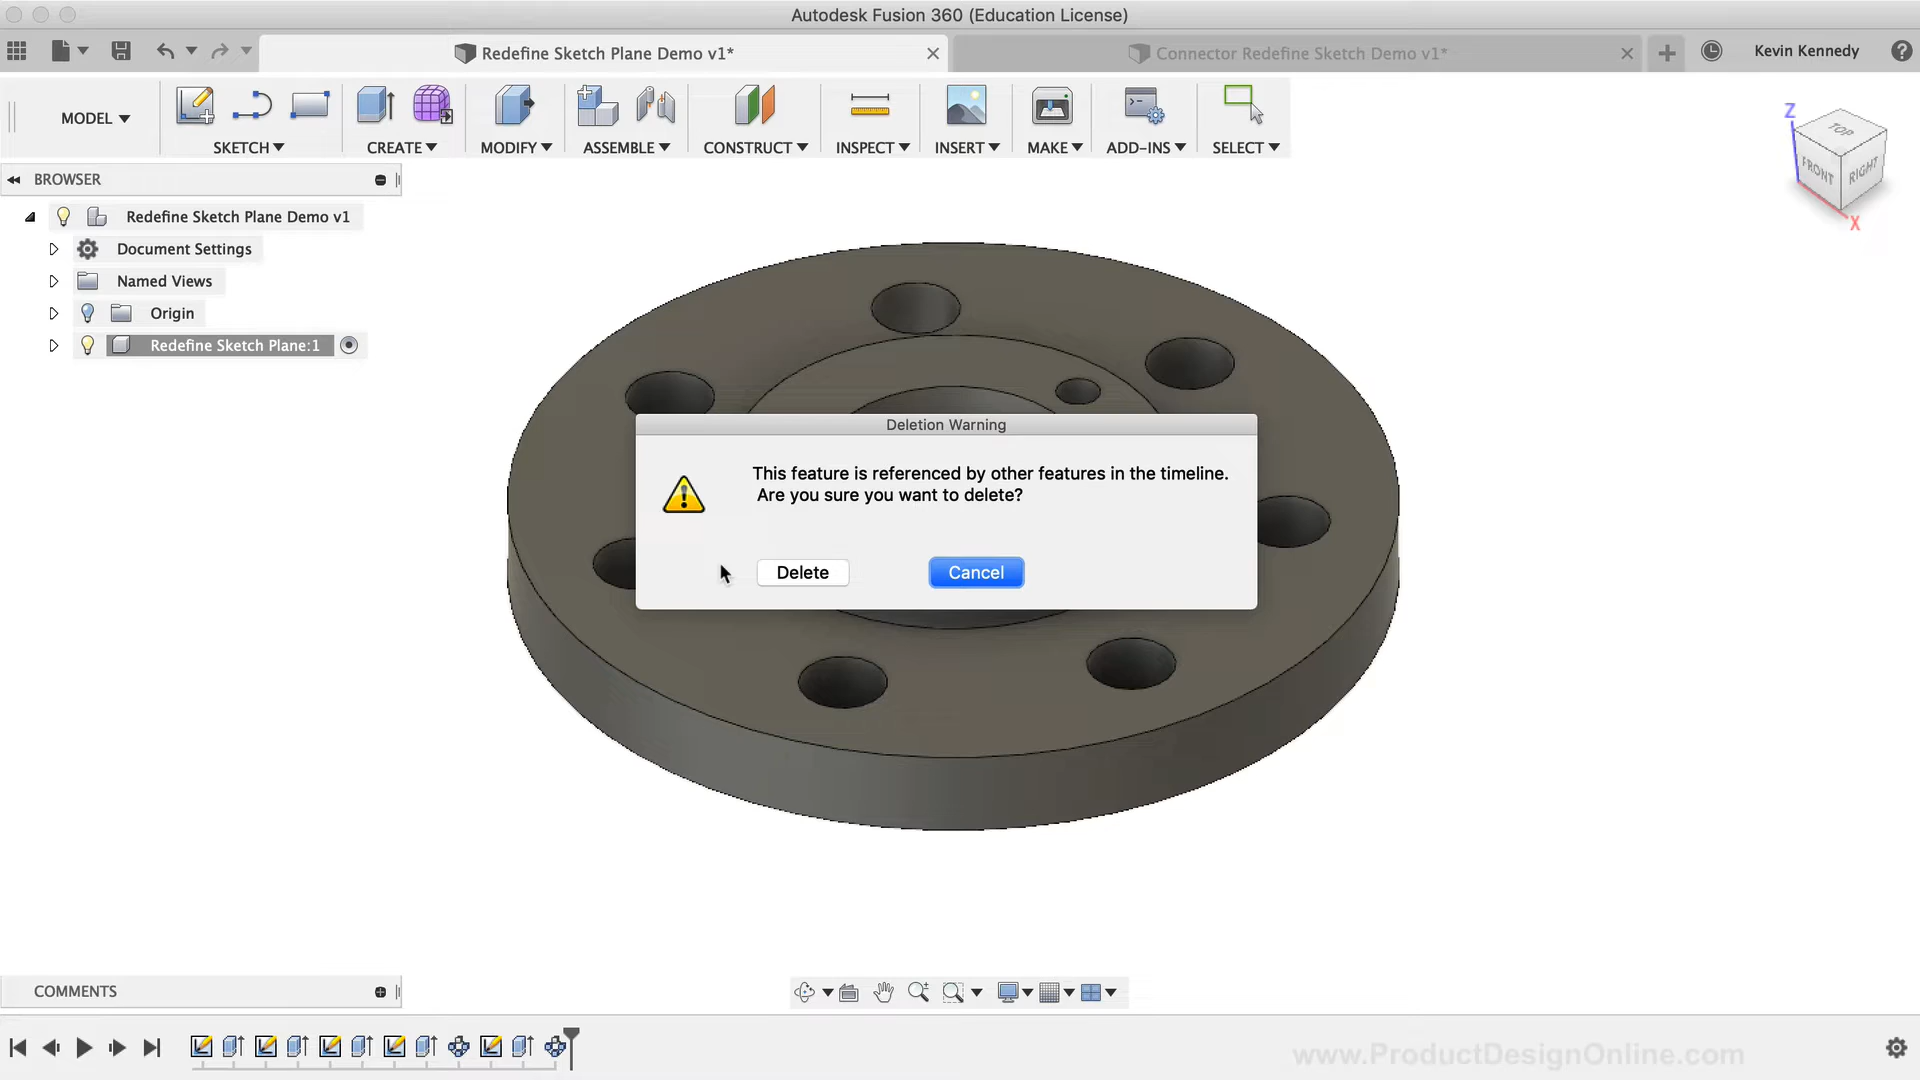 Autodesk Fusion 360 (Education License)
Redefine Sketch Plane Demo v1*
Connector Redefine Sketch Demo v1*
Kevin Kennedy
MODEL
SKETCH
CREATE
MODIFY
ASSEMBLE
CONSTRUCT
INSPECT
INSERT
MAKE
ADD-INS
SELECT
Z
TOP
FRONT
RIGHT
X
BROWSER
Redefine Sketch Plane Demo v1
Document Settings
Named Views
Origin
Redefine Sketch Plane:1
Deletion Warning
This feature is referenced by other features in the timeline.
Are you sure you want to delete?
Delete
Cancel
COMMENTS
www.ProductDesignOnline.com